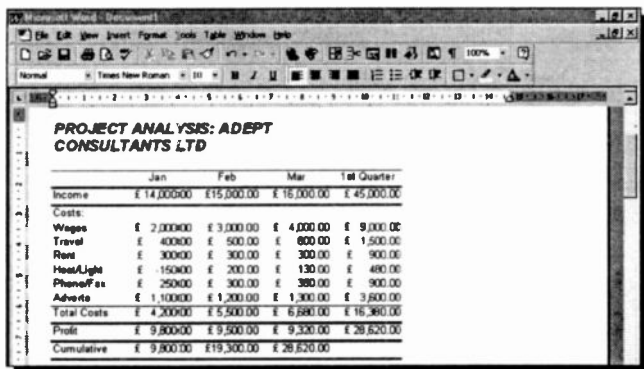 Microsoft Word - Document1
File Edit View Insert Format Tools Table Window Help
100%
Normal Times New Roman 10 B I U
PROJECT ANALYSIS: ADEPT
CONSULTANTS LTD
Jan Feb Mar 1st Quarter
Income £ 14,000.00 £15,000.00 £ 16,000.00 £ 45,000.00
Costs:
Wages £ 2,000.00 £ 3,000.00 £ 4,000.00 £ 9,000.00
Travel £ 400.00 £ 500.00 £ 600.00 £ 1,500.00
Rent £ 300.00 £ 300.00 £ 300.00 £ 900.00
Heat/Light £ 150.00 £ 200.00 £ 130.00 £ 480.00
Phone/Fax £ 250.00 £ 300.00 £ 900.00
Adverts £ 1,100.00 £ 1,200.00 £ 1,300.00 £ 3,600.00
Total Costs £ 4,200.00 £ 5,500.00 £ 6,680.00 £ 16,380.00
Profit £ 9,800.00 £ 9,500.00 £ 9,320.00 £ 28,620.00
Cumulative £ 9,800.00 £19,300.00 £ 28,620.00